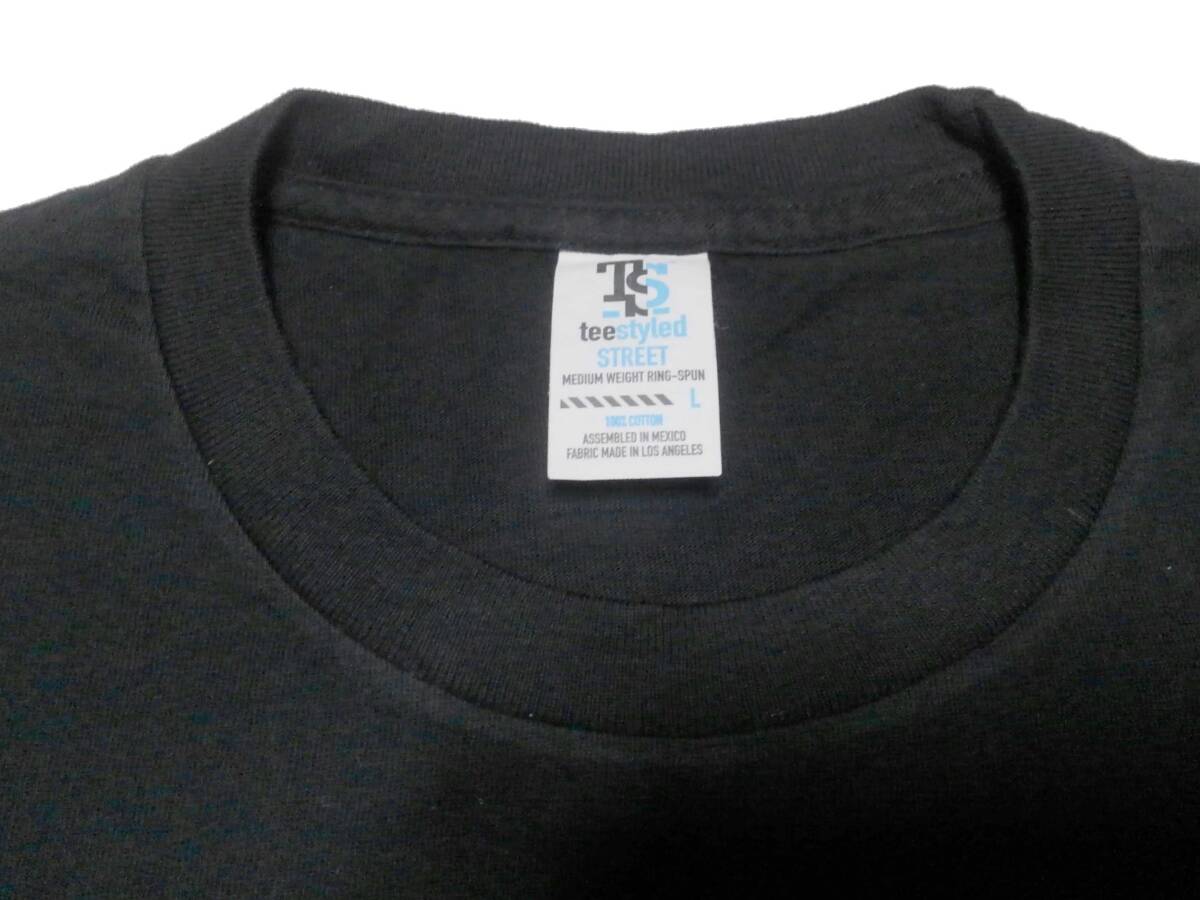 TS
teestyled
STREET
MEDIUM WEIGHT RING-SPUN
L
100% COTTON
ASSEMBLED IN MEXICO
FABRIC MADE IN LOS ANGELES